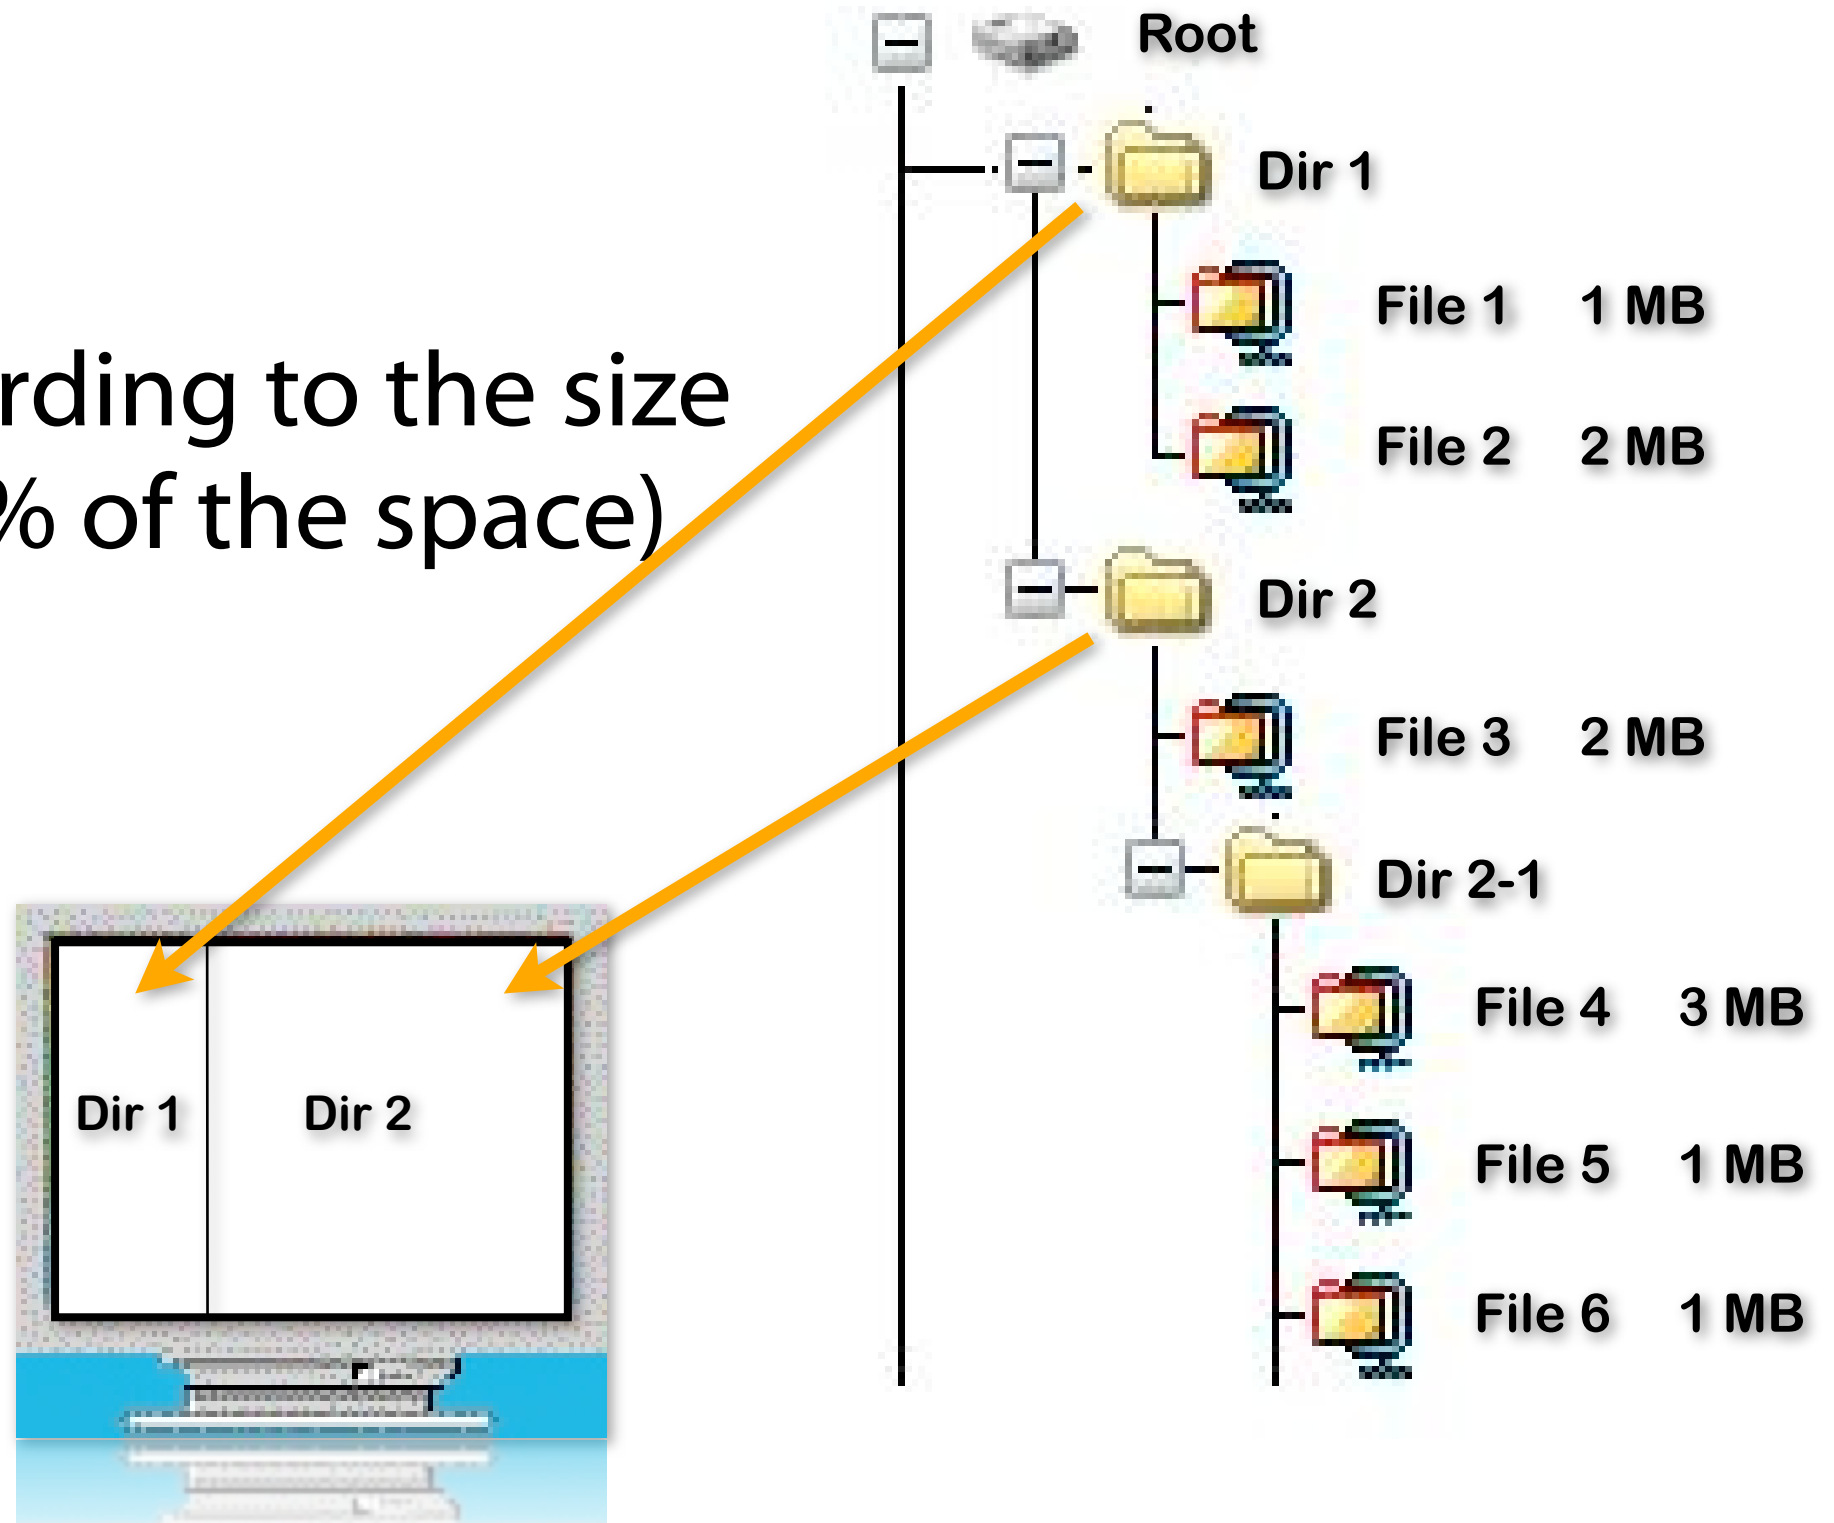 Root
Dir 1
File 1 1 MB
rding to the size
File 2 2 MB
% of the space)
Dir 2
File 3 2 MB
Dir 2-1
File 4 3 MB
Dir 1 Dir 2
File 5 1 MB
File 6 1 MB